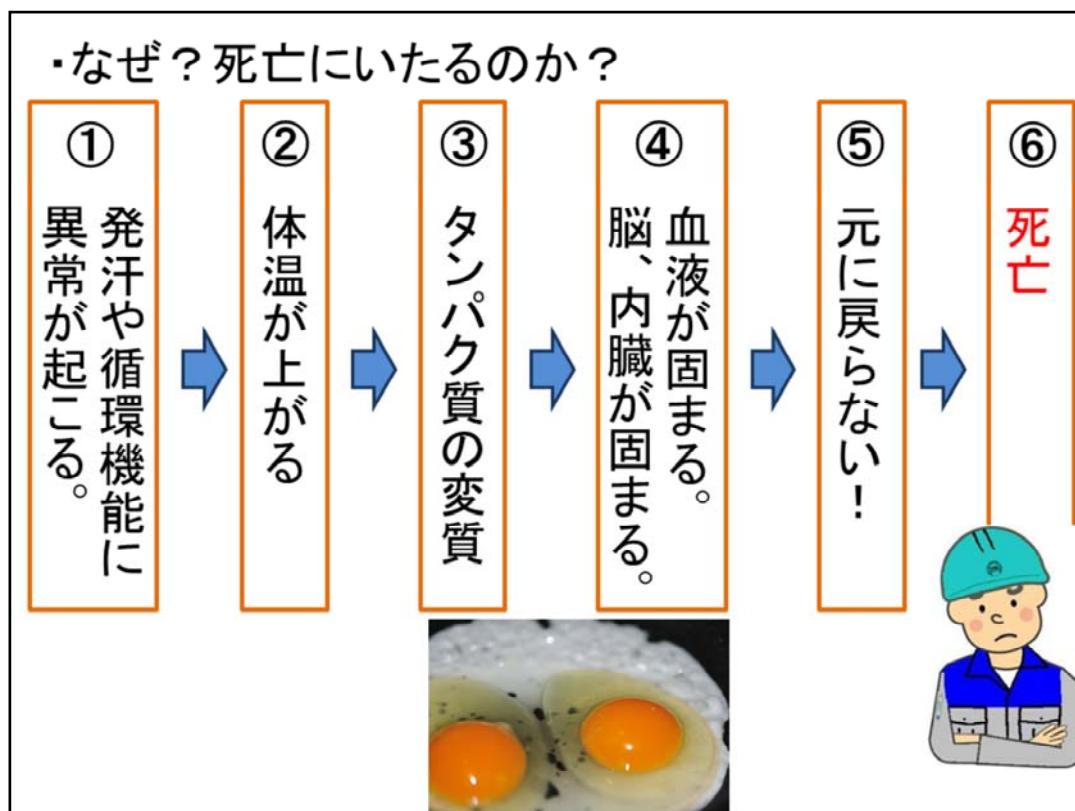 ・なぜ？死亡にいたるのか？
①
発汗や循環機能に
異常が起こる。
②
体温が上がる
③
タンパク質の変質
④
血液が固まる。
脳、内臓が固まる。
⑤
元に戻らない！
⑥
死亡